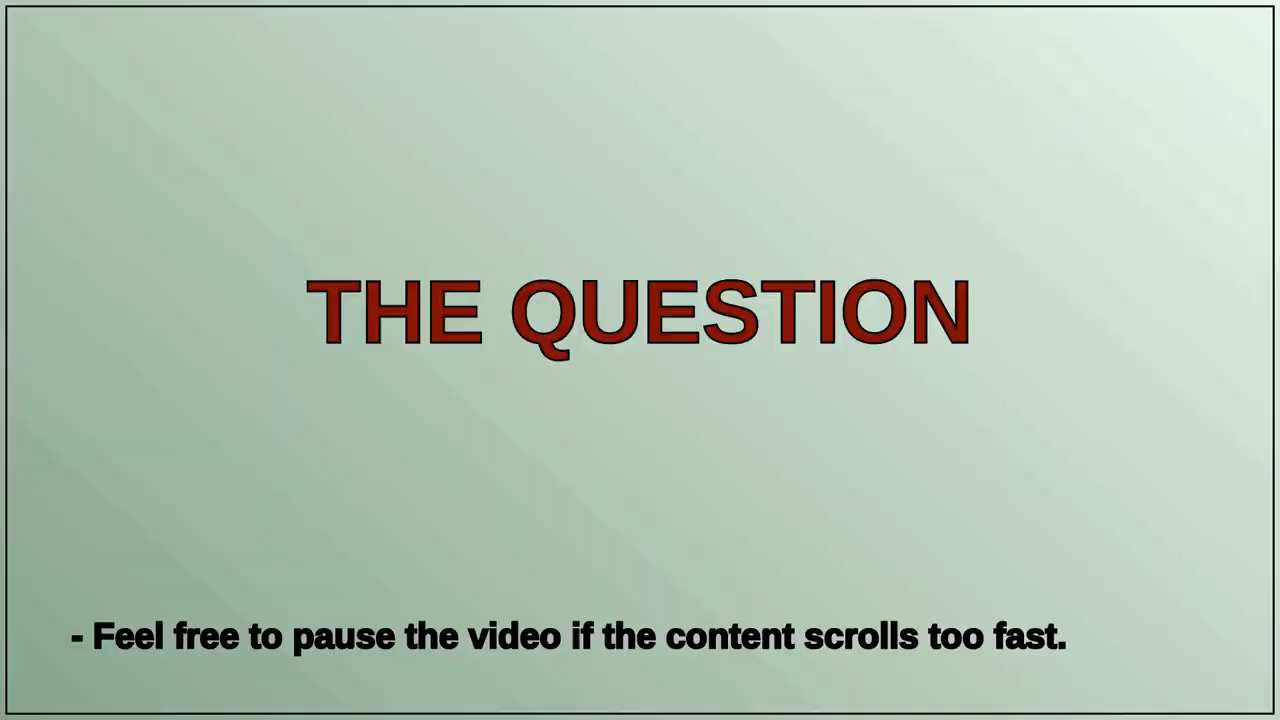 THE QUESTION
- Feel free to pause the video if the content scrolls too fast.